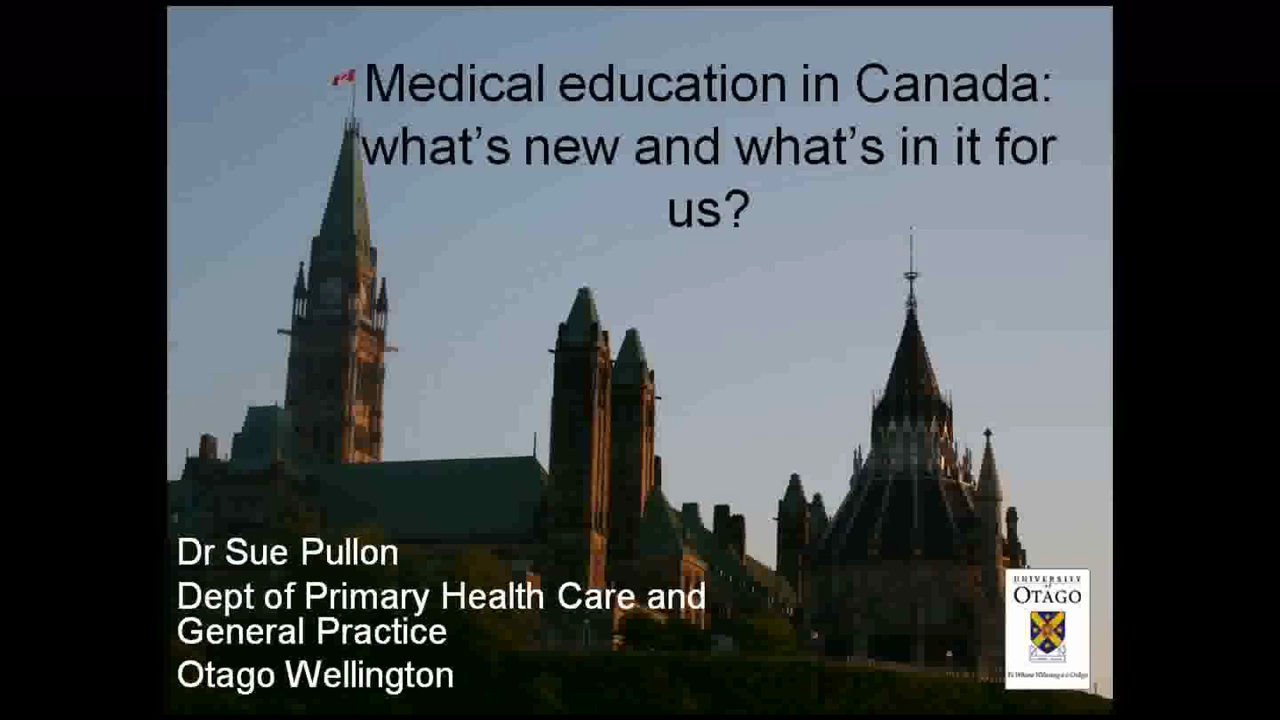 Medical education in Canada:
what's new and what's in it for
us?
Dr Sue Pullon
Dept of Primary Health Care and
General Practice
Otago Wellington
UNIVERSITY
of
OTAGO